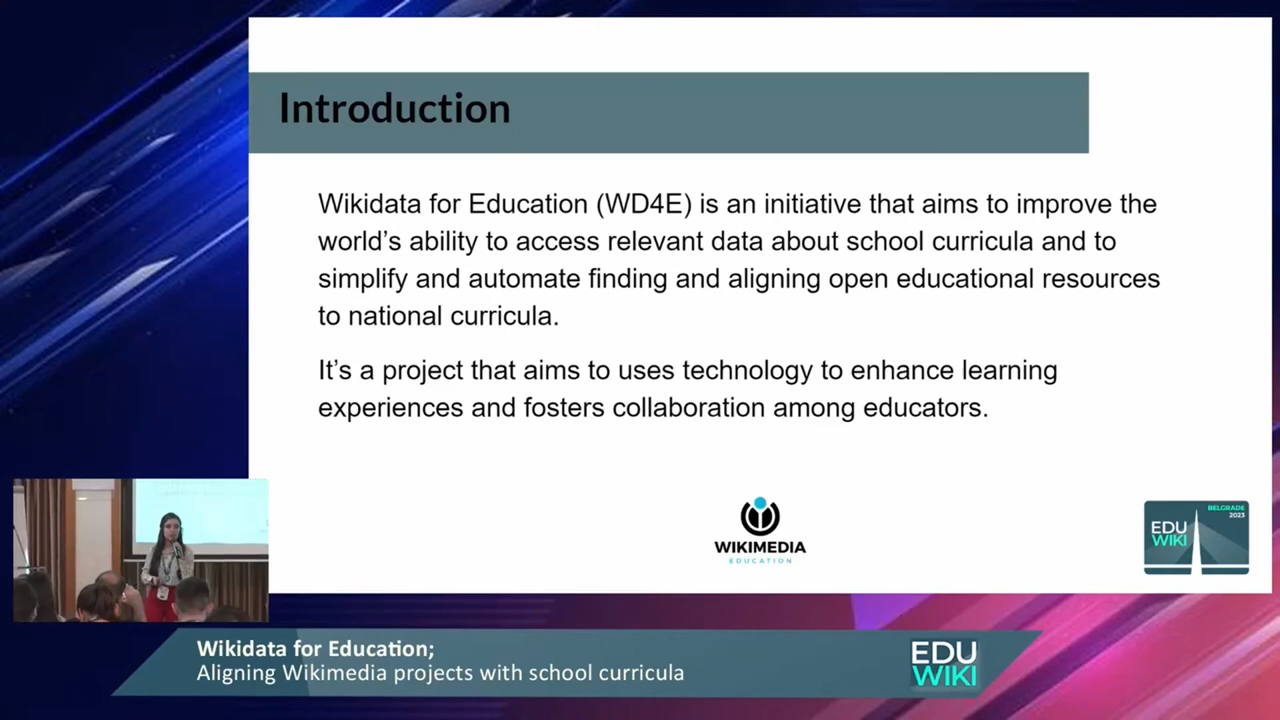 Introduction
Wikidata for Education (WD4E) is an initiative that aims to improve the
world's ability to access relevant data about school curricula and to
simplify and automate finding and aligning open educational resources
to national curricula.
It's a project that aims to uses technology to enhance learning
experiences and fosters collaboration among educators.
WIKIMEDIA
EDUCATION
BELGRADE
2023
EDU
WIKI
Wikidata for Education;
Aligning Wikimedia projects with school curricula
EDU
WIKI